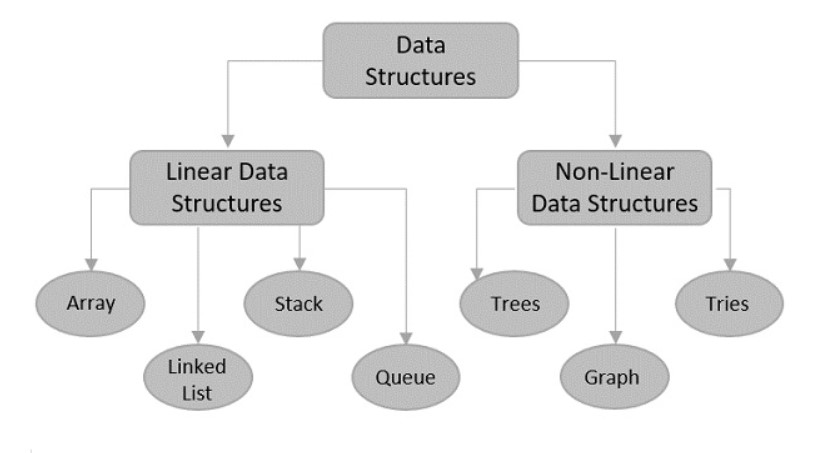 Data
Structures
Linear Data
Structures
Non-Linear
Data Structures
Array
Stack
Trees
Tries
Linked
List
Queue
Graph